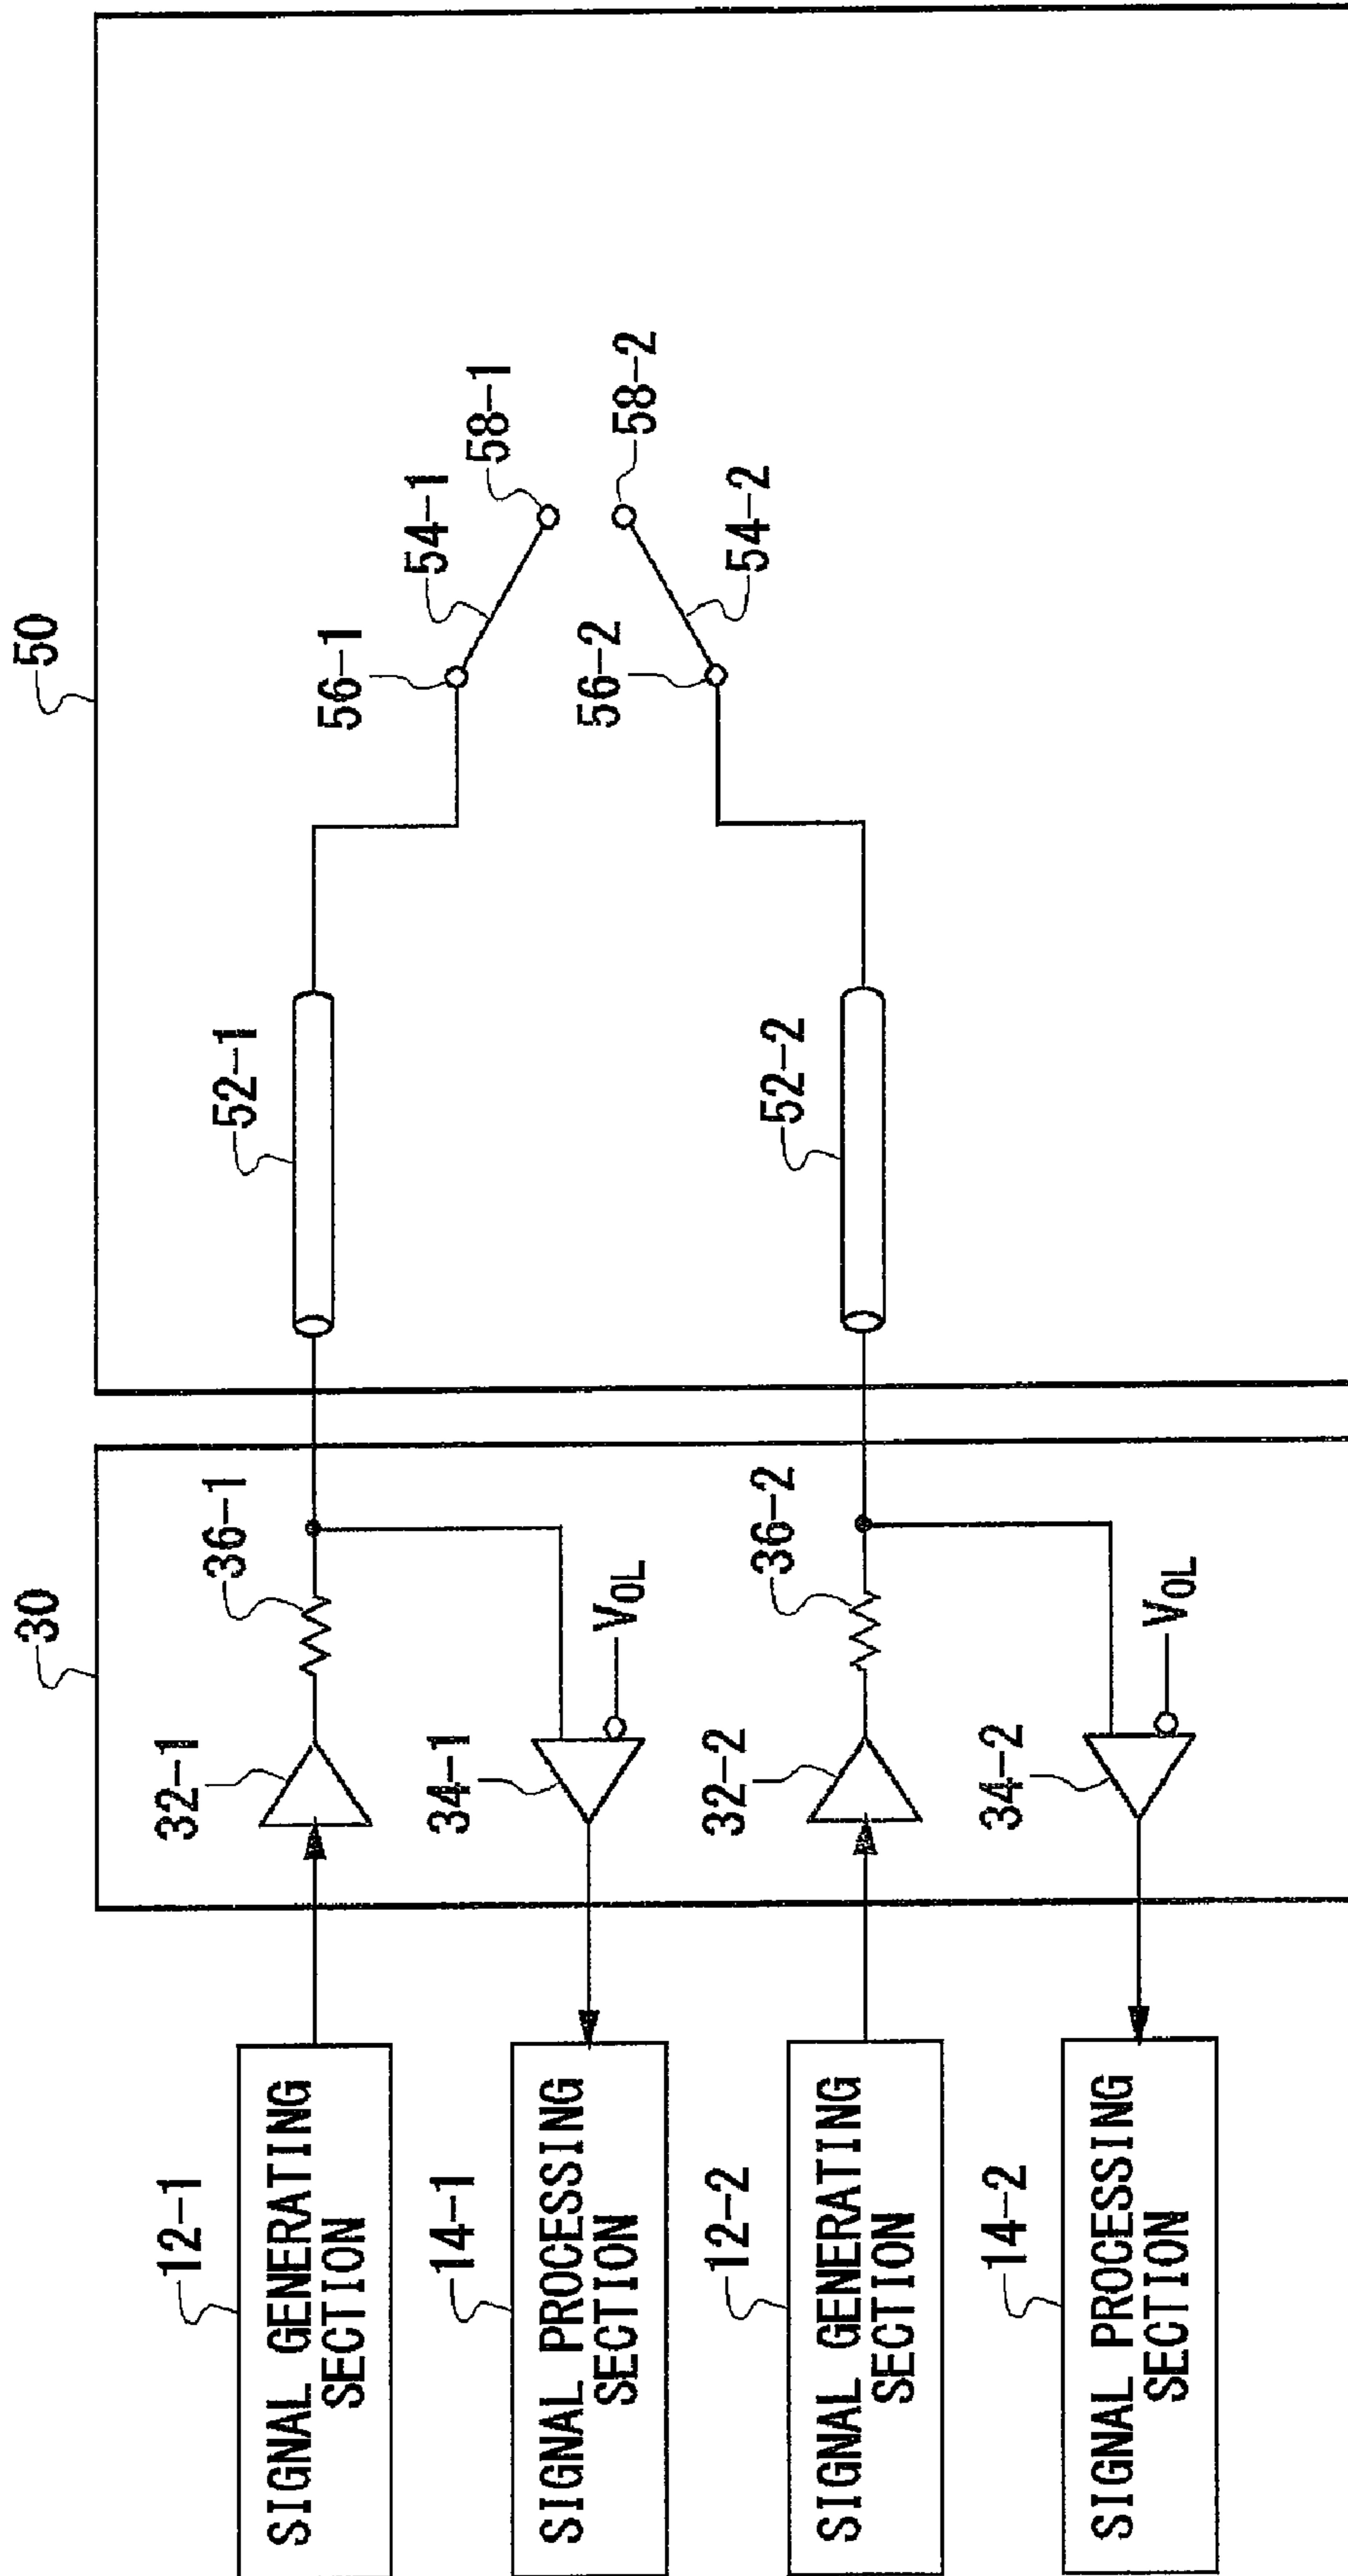 50
30
58-1
54-1
56-1
58-2
54-2
56-2
52-1
52-2
36-1
32-1
34-1
VOL
36-2
32-2
34-2
VOL
12-1
SIGNAL GENERATING
SECTION
14-1
SIGNAL PROCESSING
SECTION
12-2
SIGNAL GENERATING
SECTION
14-2
SIGNAL PROCESSING
SECTION